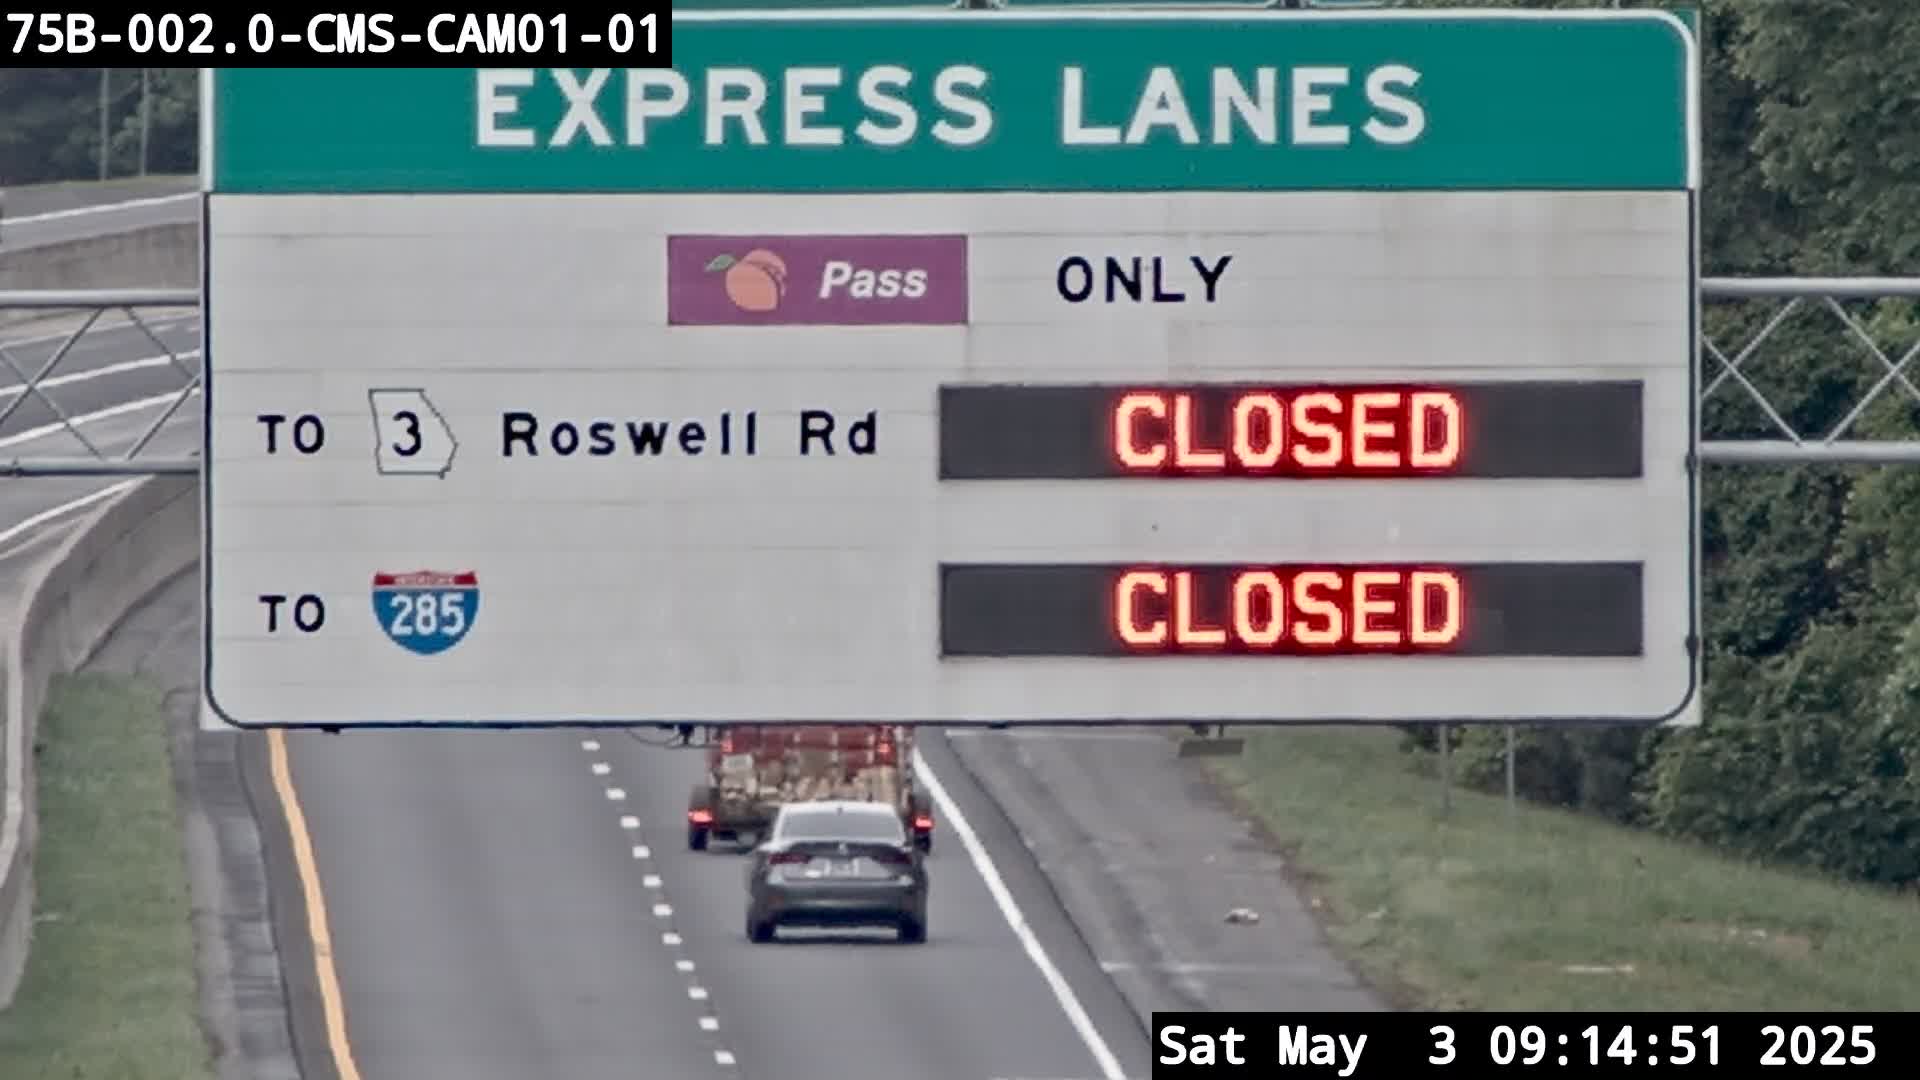 75B-002.0-CMS-CAM01-01
EXPRESS LANES
Pass ONLY
TO 3 Roswell Rd CLOSED
TO INTERSTATE 285 CLOSED
Sat May 3 09:14:51 2025